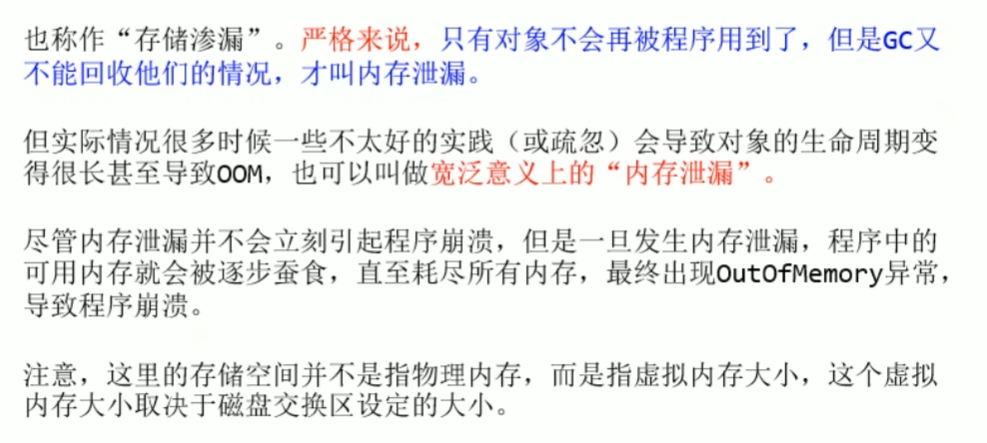 也称作“存储渗漏”。严格来说，只有对象不会再被程序用到了，但是GC又
不能回收他们的情况，才叫内存泄漏。
但实际情况很多时候一些不太好的实践（或疏忽）会导致对象的生命周期变
得很长甚至导致OOM，也可以叫做宽泛意义上的“内存泄漏”。
尽管内存泄漏并不会立刻引起程序崩溃，但是一旦发生内存泄漏，程序中的
可用内存就会被逐步蚕食，直至耗尽所有内存，最终出现OutOfMemory异常，
导致程序崩溃。
注意，这里的存储空间并不是指物理内存，而是指虚拟内存大小，这个虚拟
内存大小取决于磁盘交换区设定的大小。